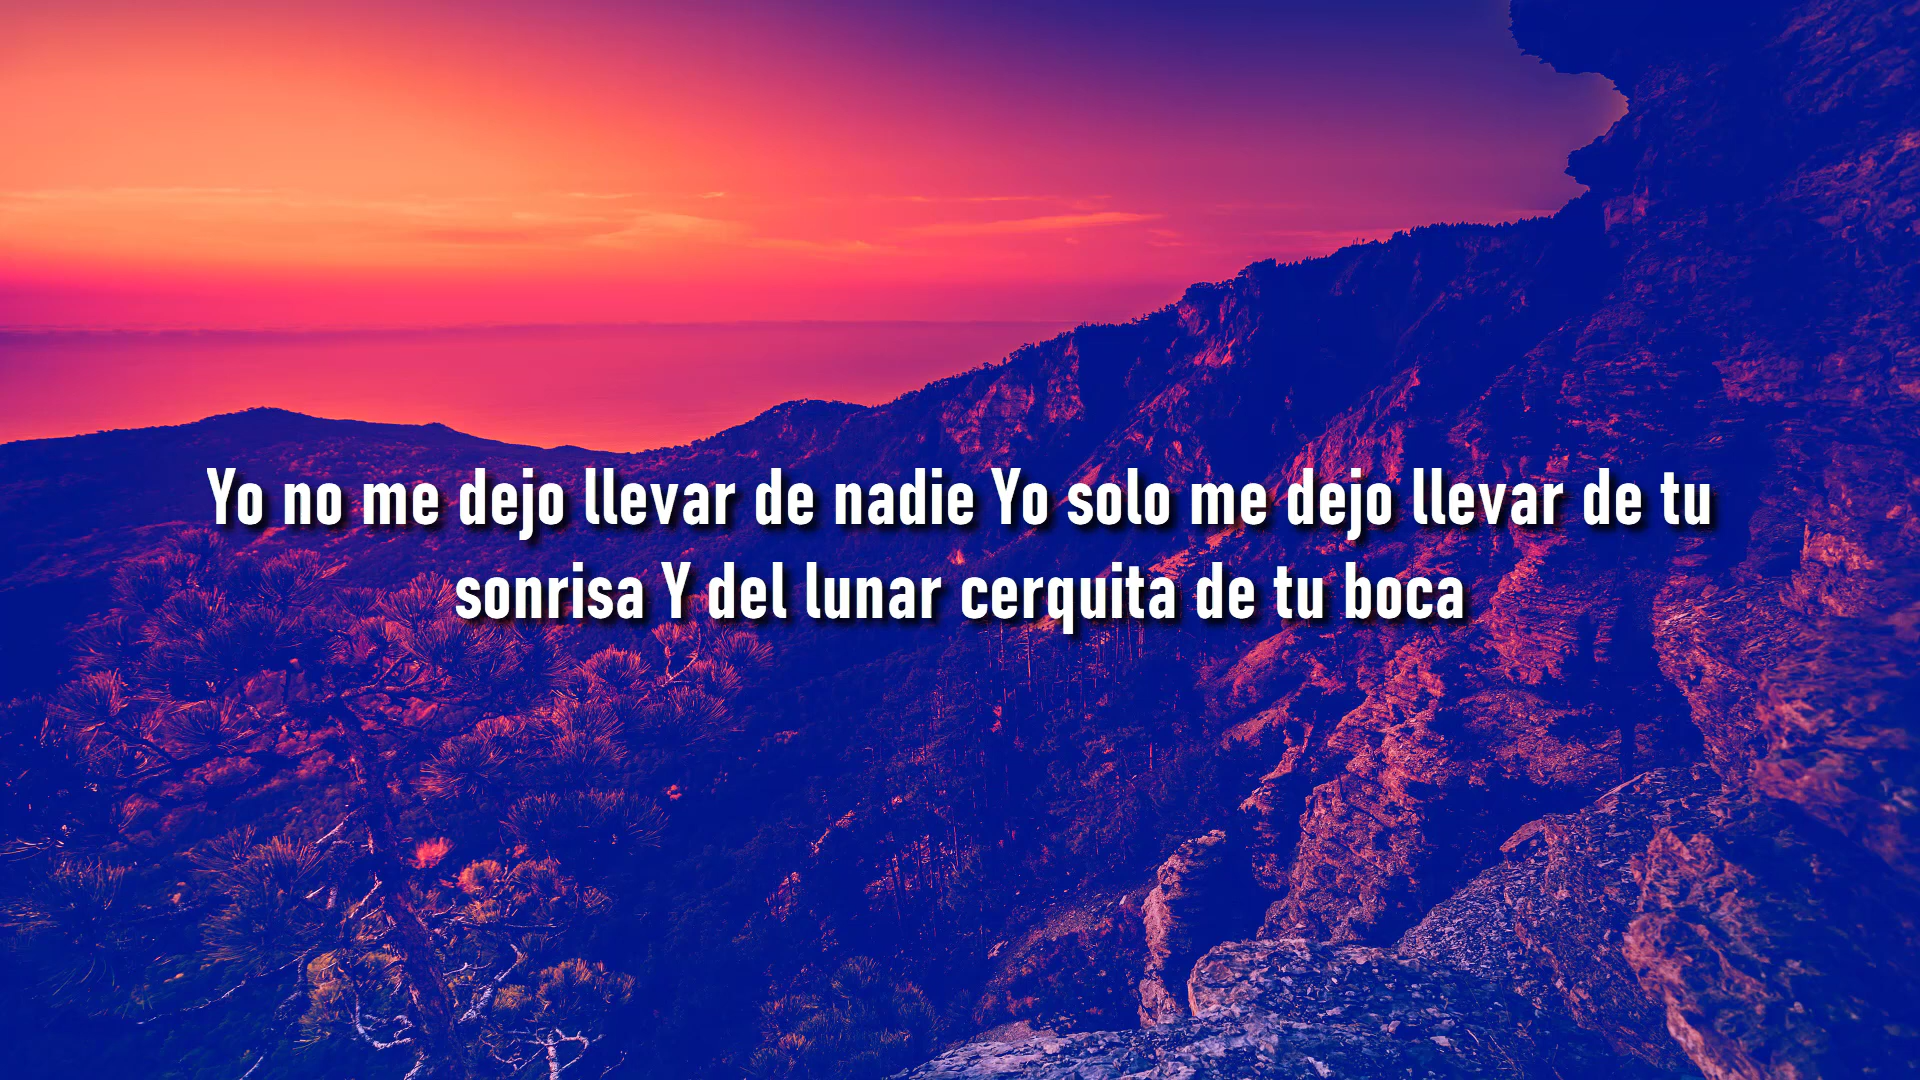 Yo no me dejo llevar de nadie Yo solo me dejo llevar de tu
sonrisa Y del lunar cerquita de tu boca